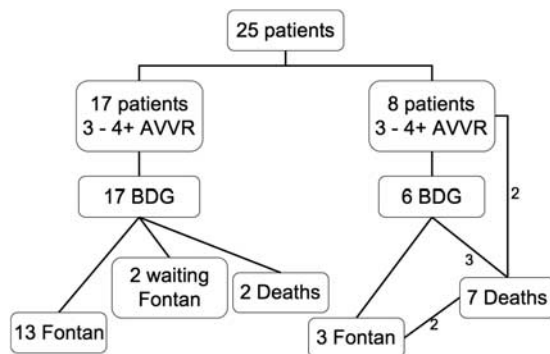 25 patients
17 patients
3 - 4+ AVVR
8 patients
3 - 4+ AVVR
17 BDG
6 BDG
2
3
2 waiting
Fontan
2 Deaths
7 Deaths
13 Fontan
3 Fontan
2